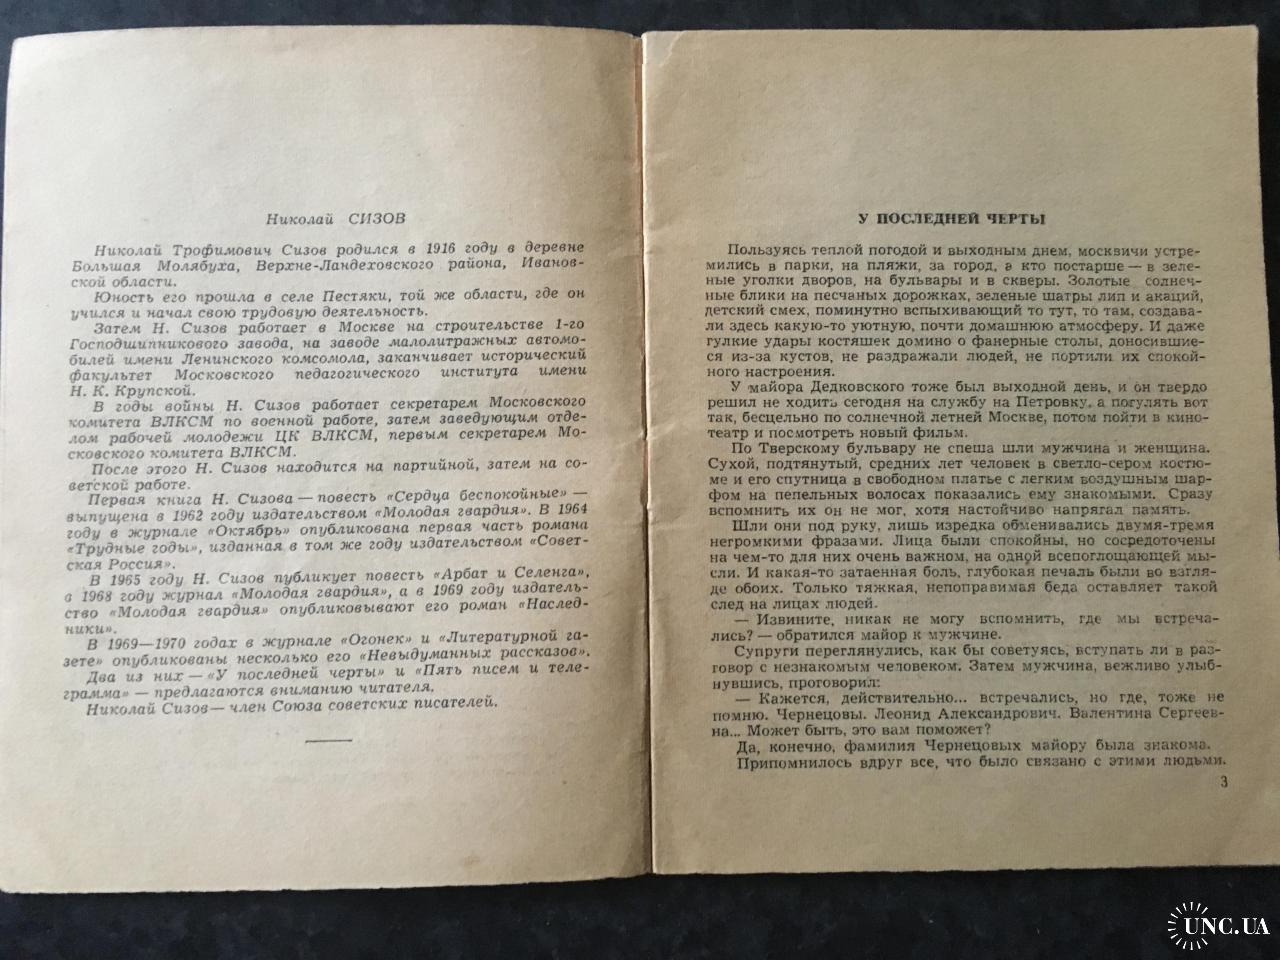 Николай СИЗОВ
Николай Трофимович Сизов родился в 1916 году в деревне
Большая Молябуха, Верхне-Ландеховского района, Иванов-
ской области.
Юность его прошла в селе Пестяки, той же области, где он
учился и начал свою трудовую деятельность.
Затем Н. Сизов работает в Москве на строительстве 1-го
Господшипникового завода, на заводе малолитражных автомо-
билей имени Ленинского комсомола, заканчивает исторический
факультет Московского педагогического института имени
Н. К. Крупской.
В годы войны Н. Сизов работает секретарем Московского
комитета ВЛКСМ по военной работе, затем заведующим отде-
лом рабочей молодежи ЦК ВЛКСМ, первым секретарем Мо-
сковского комитета ВЛКСМ.
После этого Н. Сизов находится на партийной, затем на со-
ветской работе.
Первая книга Н. Сизова — повесть «Сердца беспокойные» —
выпущена в 1962 году издательством «Молодая гвардия». В 1964
году в журнале «Октябрь» опубликована первая часть романа
«Трудные годы», изданная в том же году издательством «Совет-
ская Россия».
В 1965 году Н. Сизов публикует повесть «Арбат и Селенга»,
а 1968 году журнал «Молодая гвардия», а в 1969 году издатель-
ство «Молодая гвардия» опубликовывают его роман «Наслед-
ники».
В 1969—1970 годах в журнале «Огонек» и «Литературной га-
зете» опубликованы несколько его «Невыдуманных рассказов».
Два из них — «У последней черты» и «Пять писем и теле-
грамма» — предлагаются вниманию читателя.
Николай Сизов — член Союза советских писателей.
У ПОСЛЕДНЕЙ ЧЕРТЫ
Пользуясь теплой погодой и выходным днем, москвичи устре-
мились в парки, на пляжи, за город, а кто постарше — в зеле-
ные уголки дворов, на бульвары и в скверы. Золотые солнеч-
ные блики на песчаных дорожках, зеленые шатры лип и акаций,
детский смех, поминутно вспыхивающий то тут, то там, создава-
ли здесь какую-то уютную, почти домашнюю атмосферу. И даже
гулкие удары костяшек домино о фанерные столы, доносившие-
ся из-за кустов, не раздражали людей, не портили их спокой-
ного настроения.
У майора Дедковского тоже был выходной день, и он твердо
решил не ходить сегодня на службу на Петровку, а погулять вот
так, бесцельно по солнечной летней Москве, потом пойти в кино-
театр и посмотреть новый фильм.
По Тверскому бульвару не спеша шли мужчина и женщина.
Сухой, подтянутый, средних лет человек в светло-сером костю-
ме и его спутница в свободном платье с легким воздушным шар-
фом на пепельных волосах показались ему знакомыми. Сразу
вспомнить их он не мог, хотя настойчиво напрягал память.
Шли они под руку, лишь изредка обмениваясь двумя-тремя
негромкими фразами. Лица были спокойны, но сосредоточены
на чем-то для них очень важном, на одной всепоглощающей мы-
сли. И какая-то затаенная боль, глубокая печаль были во взгля-
де обоих. Только тяжкая, непоправимая беда оставляет такой
след на лицах людей.
— Извините, никак не могу вспомнить, где мы встреча-
лись? — обратился майор к мужчине.
Супруги переглянулись, как бы советуясь, вступать ли в раз-
говор с незнакомым человеком. Затем мужчина, вежливо улыб-
нувшись, проговорил:
— Кажется, действительно... встречались, но где, тоже не
помню. Чернецовы. Леонид Александрович. Валентина Сергеев-
на... Может быть, это вам поможет?
Да, конечно, фамилия Чернецовых майору была знакома.
Припомнилось вдруг все, что было связано с этими людьми.
3
UNC.UA